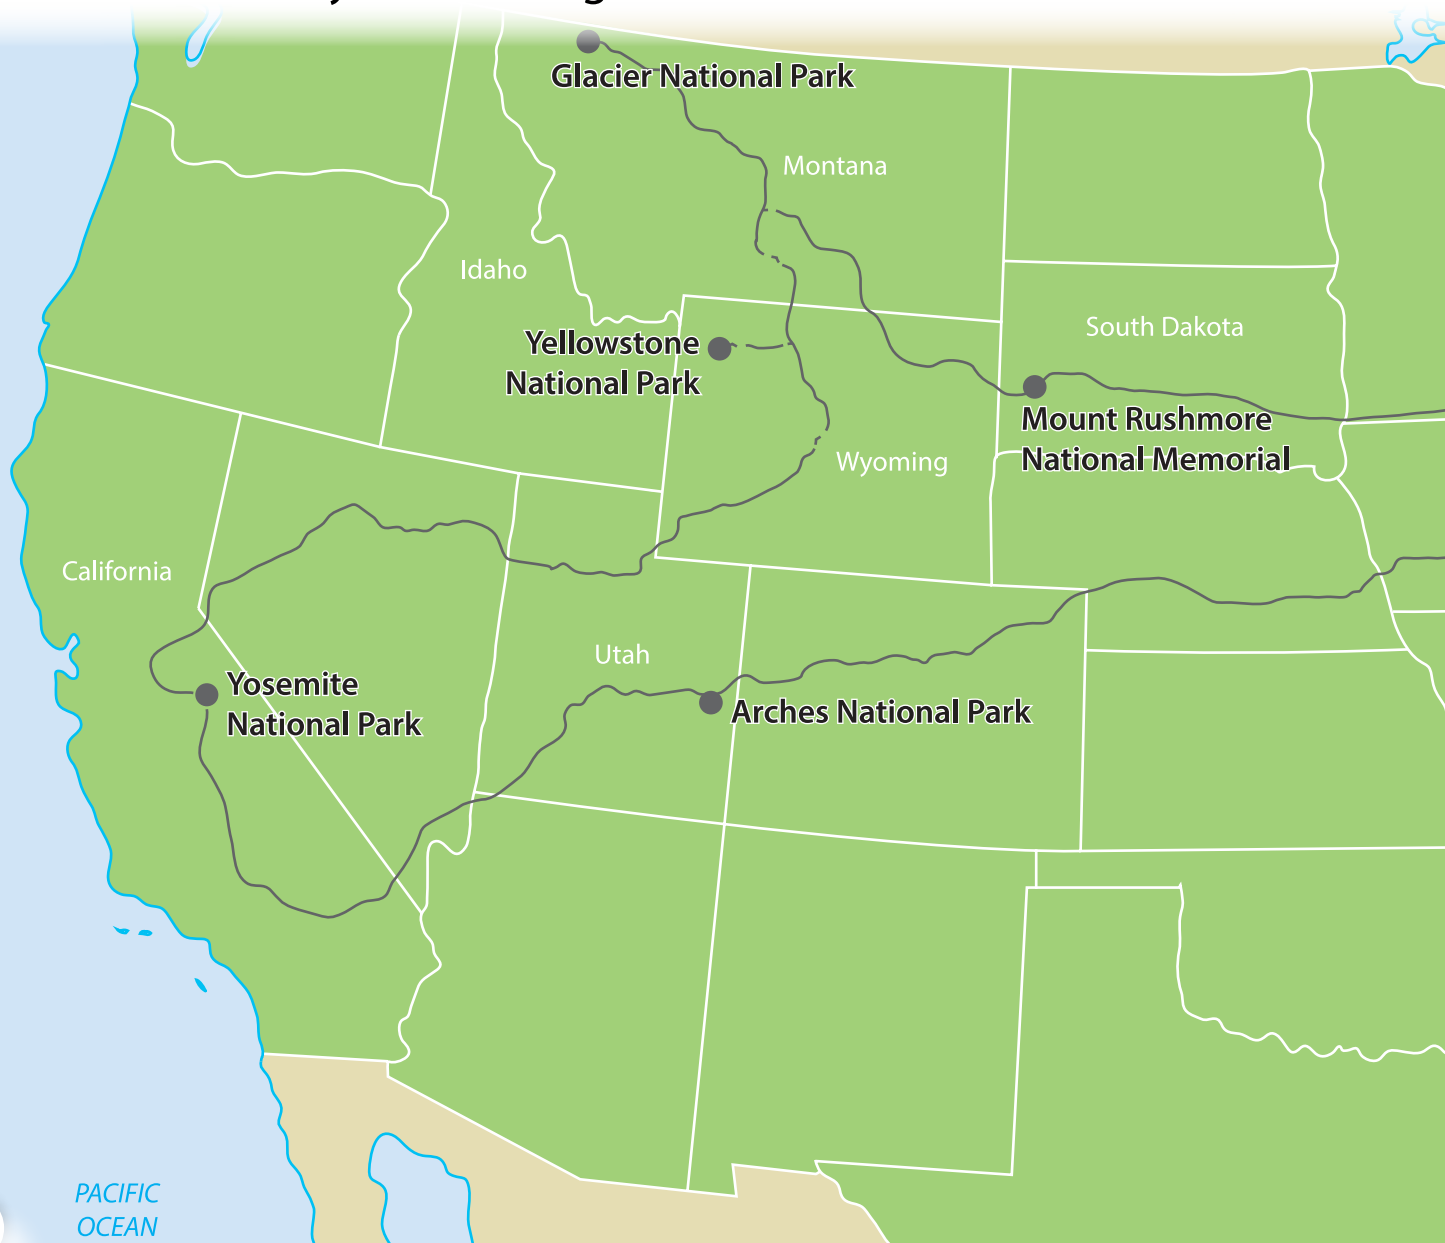 Glacier National Park
Montana
Idaho
South Dakota
Yellowstone
National Park
Mount Rushmore
National Memorial
Wyoming
California
Utah
Yosemite
National Park
Arches National Park
PACIFIC
OCEAN